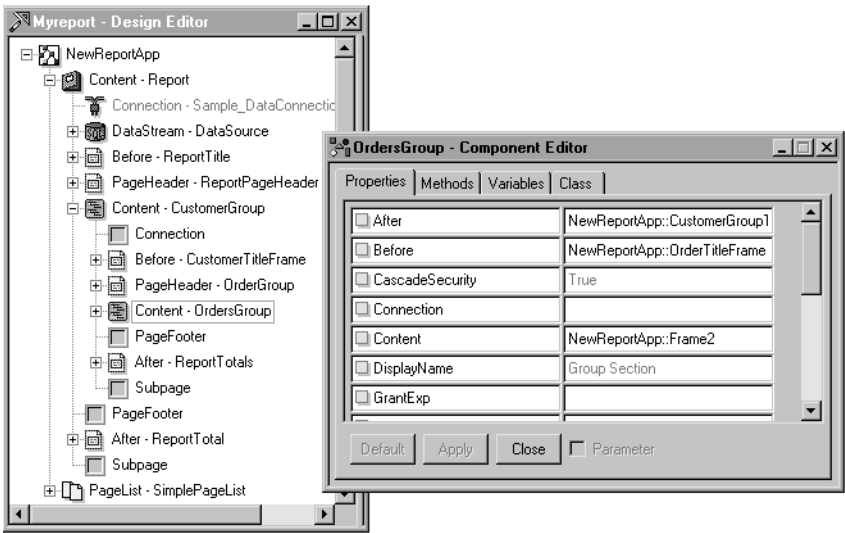 Myreport - Design Editor
NewReportApp
Content - Report
Connection - Sample_DataConnectic
DataStream - DataSource
Before - ReportTitle
PageHeader - ReportPageHeader
Content - CustomerGroup
Connection
Before - CustomerTitleFrame
PageHeader - OrderGroup
Content - OrdersGroup
PageFooter
After - ReportTotals
Subpage
PageFooter
After - ReportTotal
Subpage
PageList - SimplePageList
OrdersGroup - Component Editor
Properties Methods Variables Class
After NewReportApp::CustomerGroup1
Before NewReportApp::OrderTitleFrame
CascadeSecurity True
Connection
Content NewReportApp::Frame2
DisplayName Group Section
GrantExp
Default Apply Close Parameter